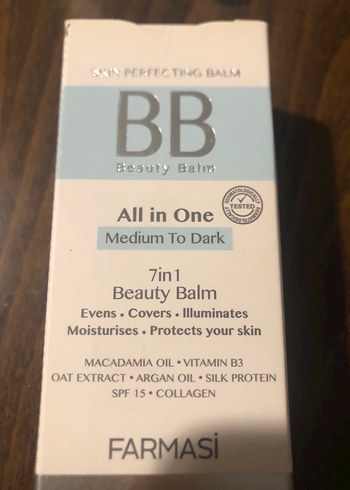 SKIN PERFECTING BALM
BB
Beauty Balm
DERMATOLOGICALLY
TESTED
All in One
Medium To Dark
7in1
Beauty Balm
Evens • Covers • Illuminates
Moisturises • Protects your skin
MACADAMIA OIL • VITAMIN B3
OAT EXTRACT • ARGAN OIL • SILK PROTEIN
SPF 15 • COLLAGEN
FARMASİ